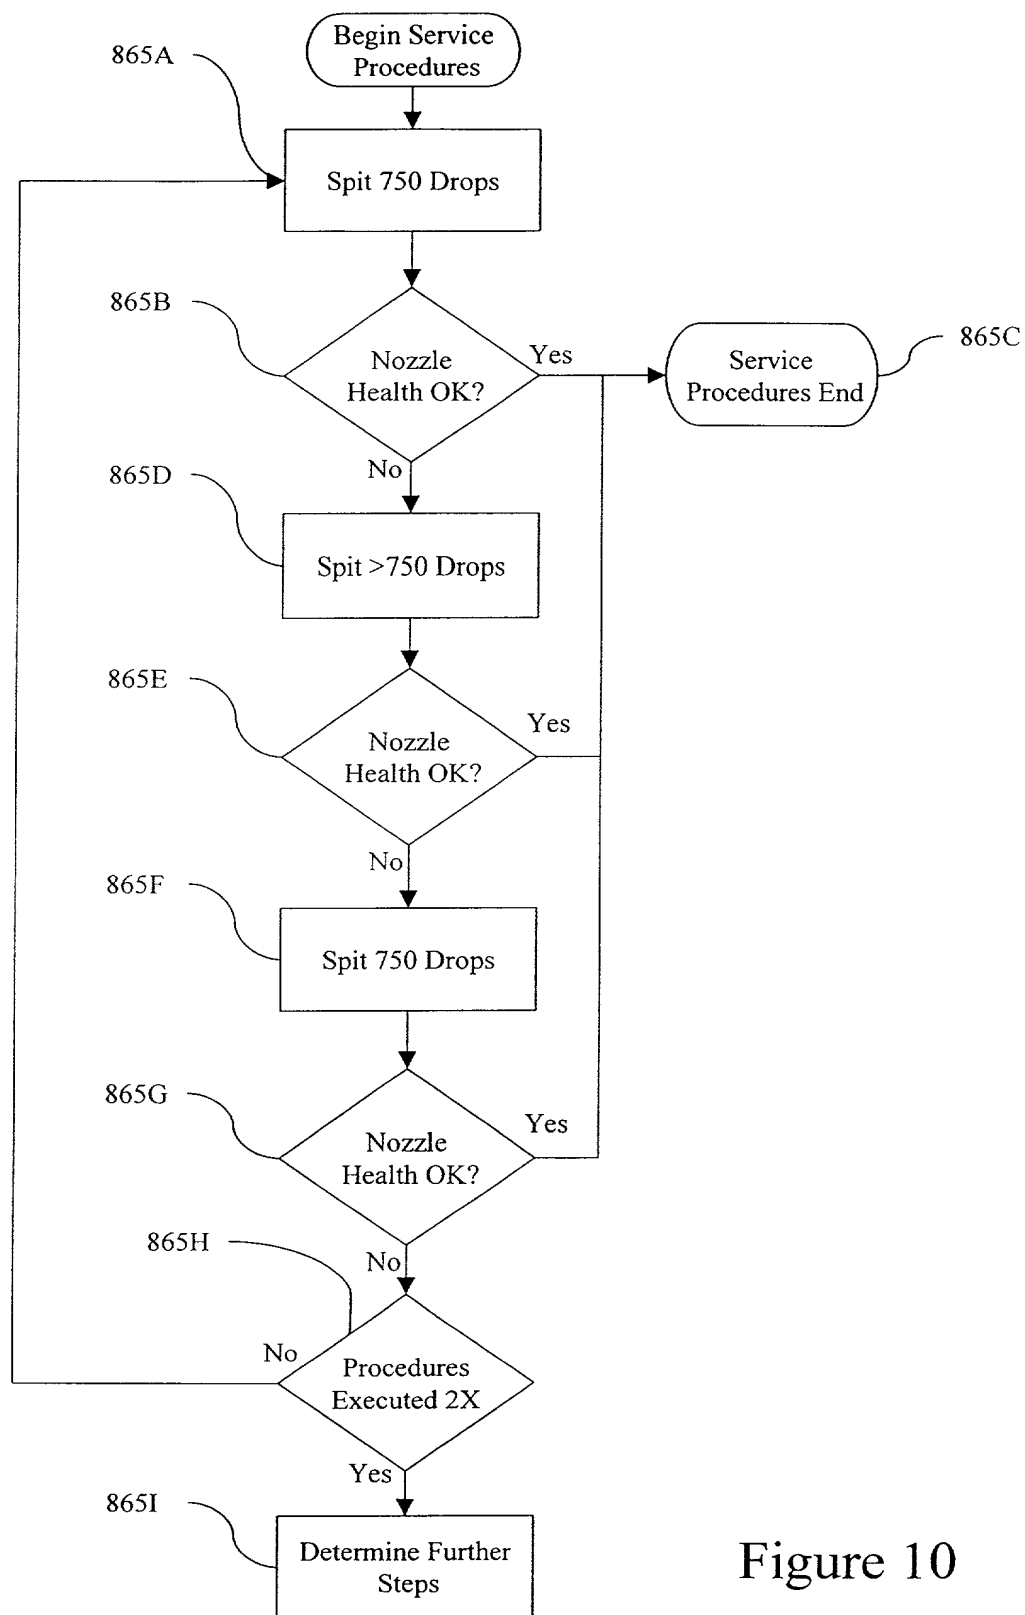 Begin Service
Procedures
865A
Spit 750 Drops
865B
Nozzle
Health OK?
Yes
Service
Procedures End
865C
No
865D
Spit >750 Drops
865E
Nozzle
Health OK?
Yes
No
865F
Spit 750 Drops
865G
Nozzle
Health OK?
Yes
No
865H
No
Procedures
Executed 2X
Yes
865I
Determine Further
Steps
Figure 10